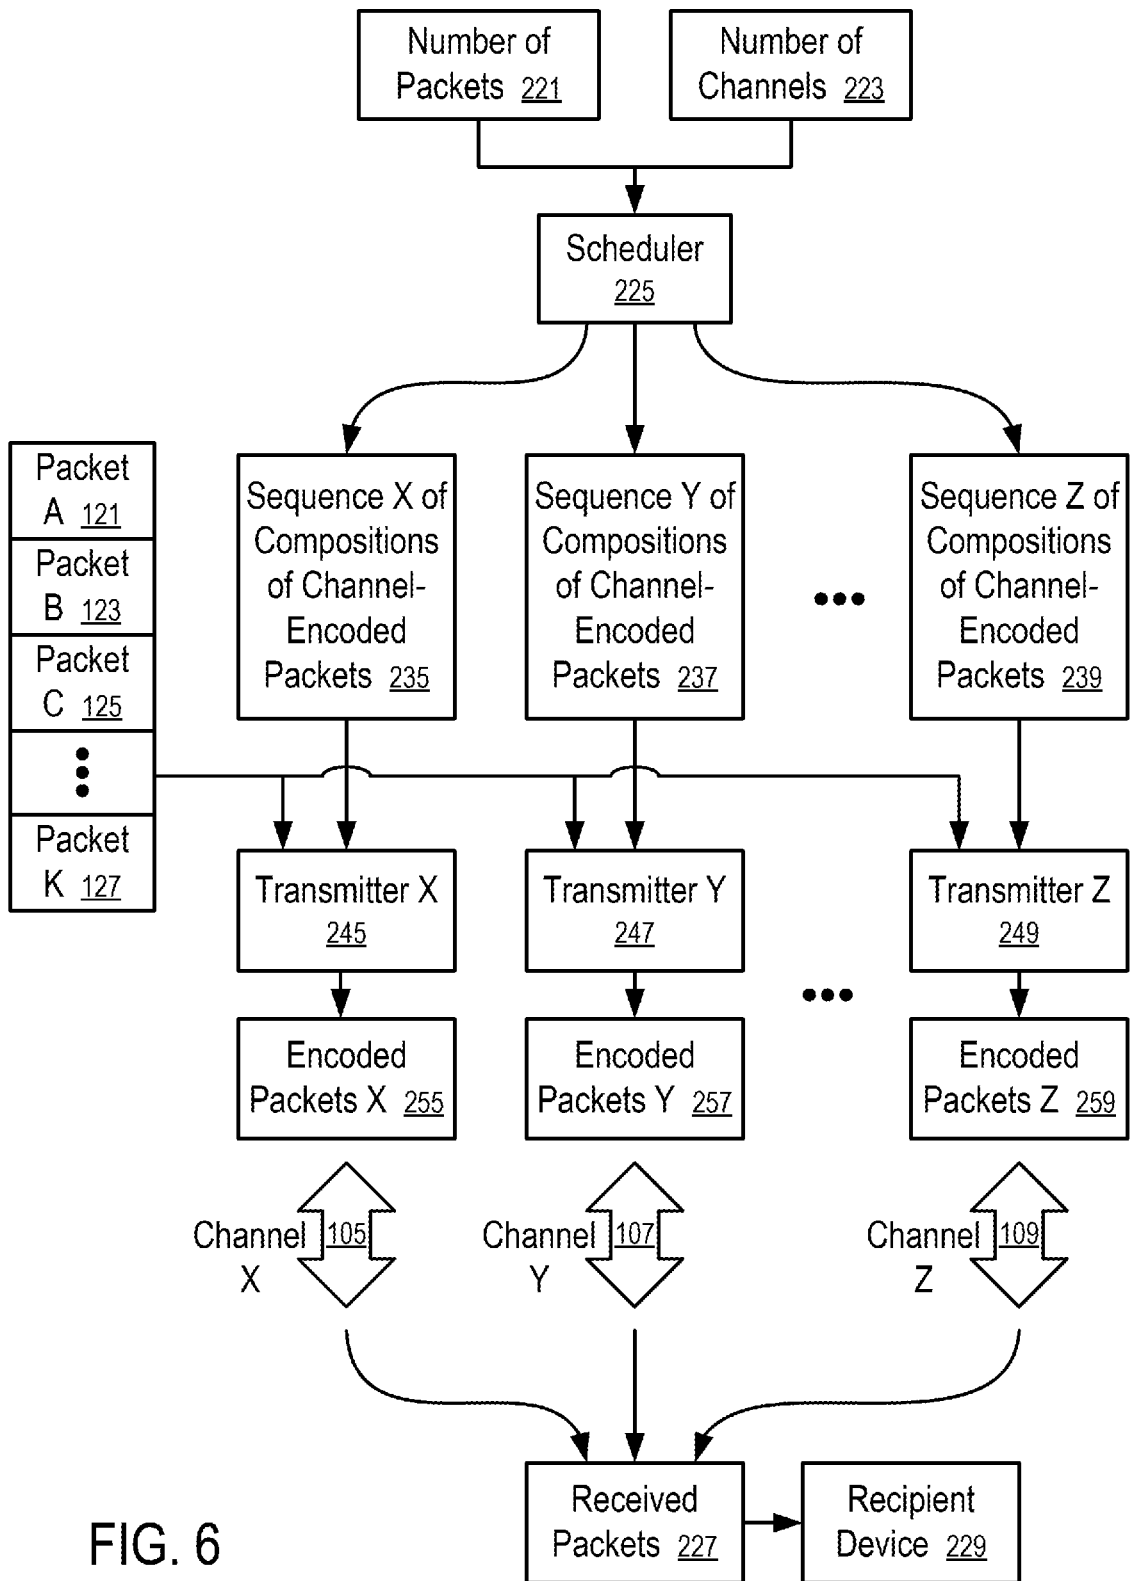 Number of
Packets 221
Number of
Channels 223
Scheduler
225
Packet
A 121
Packet
B 123
Packet
C 125
Packet
K 127
Sequence X of
Compositions
of Channel-
Encoded
Packets 235
Sequence Y of
Compositions
of Channel-
Encoded
Packets 237
Sequence Z of
Compositions
of Channel-
Encoded
Packets 239
Transmitter X
245
Transmitter Y
247
Transmitter Z
249
Encoded
Packets X 255
Encoded
Packets Y 257
Encoded
Packets Z 259
Channel 105
X
Channel 107
Y
Channel 109
Z
Received
Packets 227
Recipient
Device 229
FIG. 6